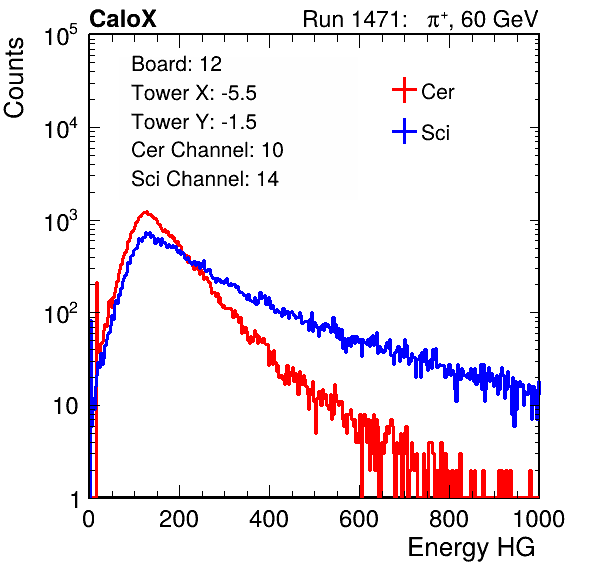 CaloX Run 1471: π⁺, 60 GeV
Counts
10⁵
10⁴
10³
10²
10
1
Board: 12
Tower X: -5.5
Tower Y: -1.5
Cer Channel: 10
Sci Channel: 14
Cer
Sci
0 200 400 600 800 1000
Energy HG